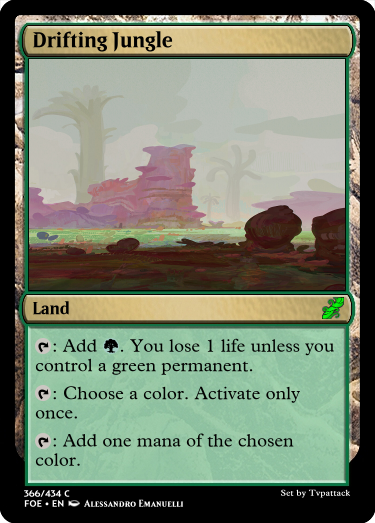 Drifting Jungle
Land
: Add . You lose 1 life unless you
control a green permanent.
: Choose a color. Activate only
once.
: Add one mana of the chosen
color.
366/434 C
Set by Tvpattack
FOE • EN Alessandro Emanuelli